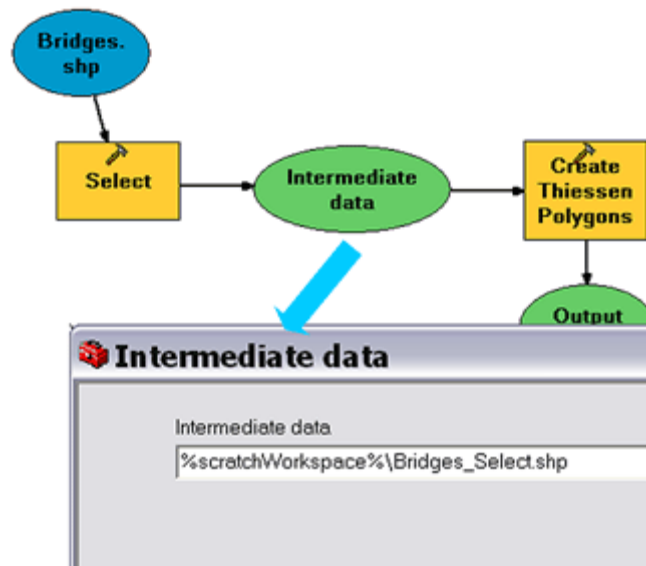 Bridges.
shp
Select
Intermediate
data
Create
Thiessen
Polygons
Output
Intermediate data
Intermediate data
%scratchWorkspace%\Bridges_Select.shp